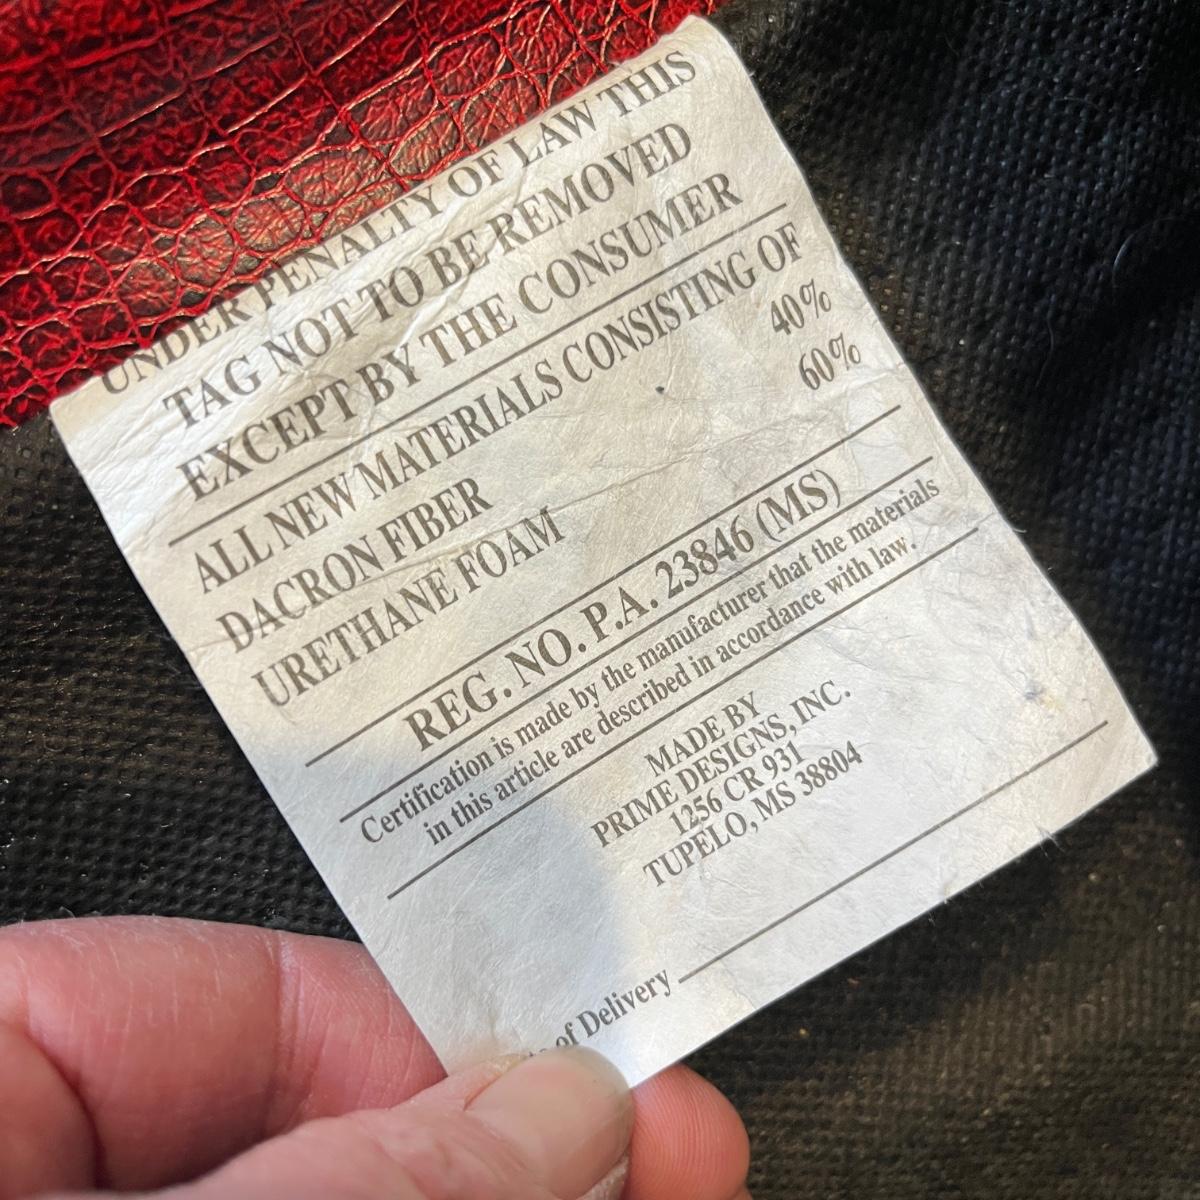 UNDER PENALTY OF LAW THIS
TAG NOT TO BE REMOVED
EXCEPT BY THE CONSUMER
ALL NEW MATERIALS CONSISTING OF
DACRON FIBER 40%
URETHANE FOAM 60%
REG. NO. P.A. 23846 (MS)
Certification is made by the manufacturer that the materials
in this article are described in accordance with law.
MADE BY
PRIME DESIGNS, INC.
1256 CR 931
TUPELO, MS 38804
of Delivery